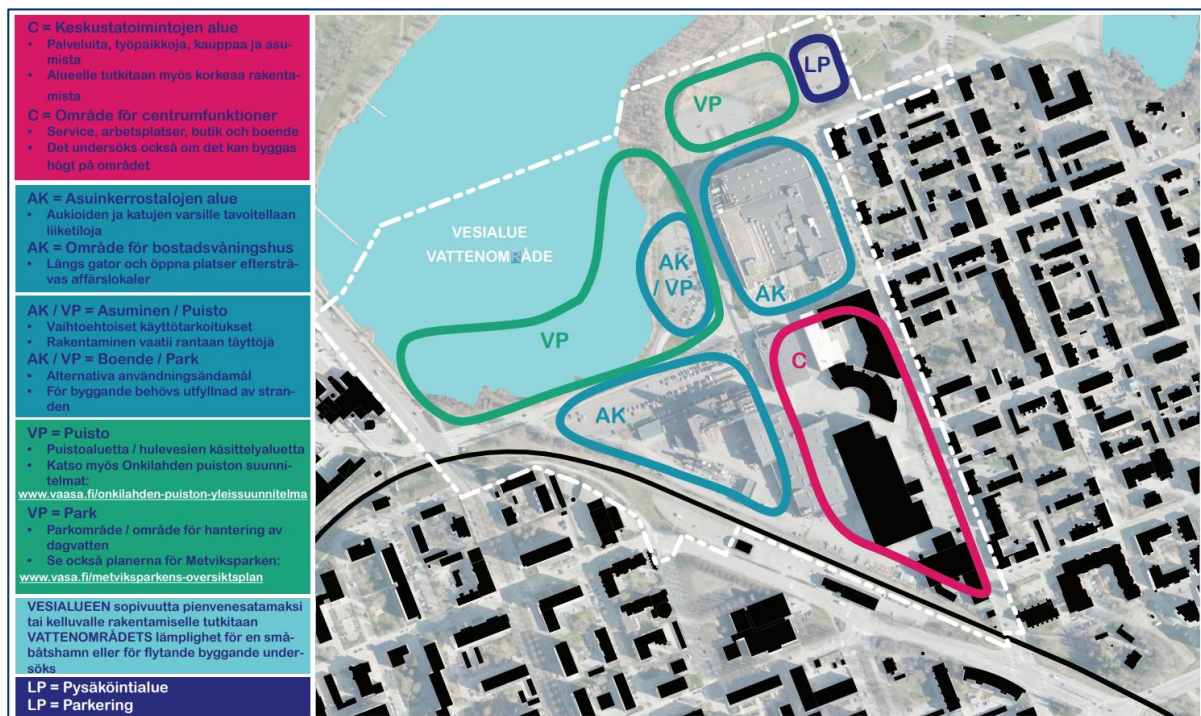 C = Keskustatoimintojen alue
• Palveluita, työpaikkoja, kauppaa ja asu-
mista
• Alueelle tutkitaan myös korkeaa rakenta-
mista
C = Område för centrumfunktioner
• Service, arbetsplatser, butik och boende
• Det undersöks också om det kan byggas
högt på området
AK = Asuinkerrostalojen alue
• Aukioiden ja katujen varsille tavoitellaan
liiketiloja
AK = Område för bostadsvåningshus
• Längs gator och öppna platser eftersträ-
vas affärslokaler
AK / VP = Asuminen / Puisto
• Vaihtoehtoiset käyttötarkoitukset
• Rakentaminen vaatii rantaan täyttöjä
AK / VP = Boende / Park
• Alternativa användningsändamål
• För byggande behövs utfyllnad av stran-
den
VP = Puisto
• Puistoaluetta / hulevesien käsittelyaluetta
• Katso myös Onkilahden puiston suunni-
telmat:
www.vaasa.fi/onkilahden-puiston-yleissuunnitelma
VP = Park
• Parkområde / område för hantering av
dagvatten
• Se också planerna för Metviksparken:
www.vasa.fi/metviksparkens-oversiktsplan
VESIALUEEN sopivuutta pienvenesatamaksi
tai kelluvalle rakentamiselle tutkitaan
VATTENOMRÅDETS lämplighet för en små-
båtshamn eller för flytande byggande under-
söks
LP = Pysäköintialue
LP = Parkering
LP
VP
VESIALUE
VATTENOMRÅDE
AK
/ VP
AK
VP
C
AK